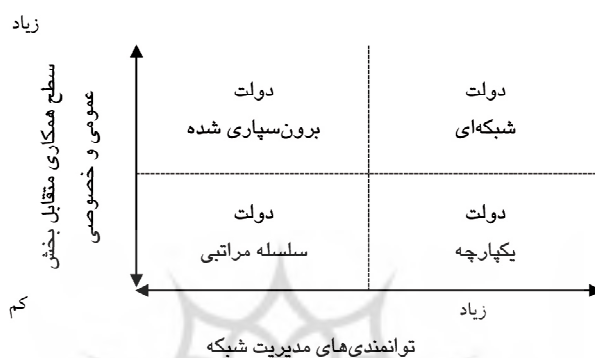 زیاد
سطح همکاری متقابل بخش
عمومی و خصوصی
دولت
شبکه‌ای
دولت
برون‌سپاری شده
دولت
یکپارچه
دولت
سلسله مراتبی
کم
زیاد
توانمندی‌های مدیریت شبکه